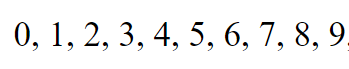 0, 1, 2, 3, 4, 5, 6, 7, 8, 9,